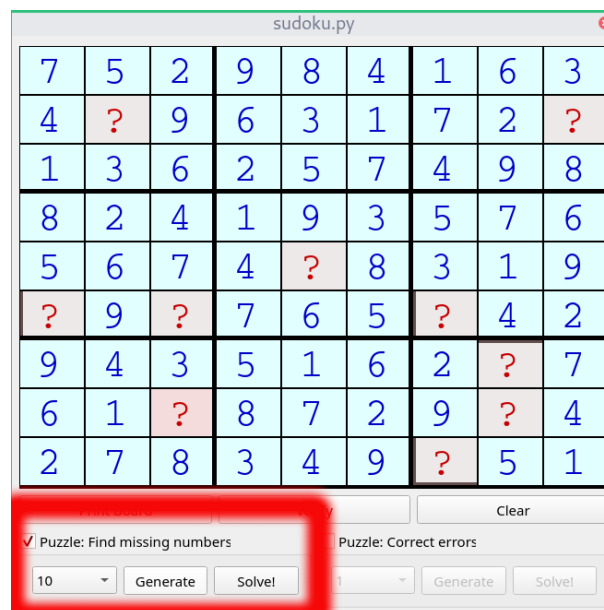 sudoku.py
7 5 2 9 8 4 1 6 3
4 ? 9 6 3 1 7 2 ?
1 3 6 2 5 7 4 9 8
8 2 4 1 9 3 5 7 6
5 6 7 4 ? 8 3 1 9
? 9 ? 7 6 5 ? 4 2
9 4 3 5 1 6 2 ? 7
6 1 ? 8 7 2 9 ? 4
2 7 8 3 4 9 ? 5 1
Print Board Clear
Puzzle: Find missing numbers Puzzle: Correct errors
10 Generate Solve! 1 Generate Solve!